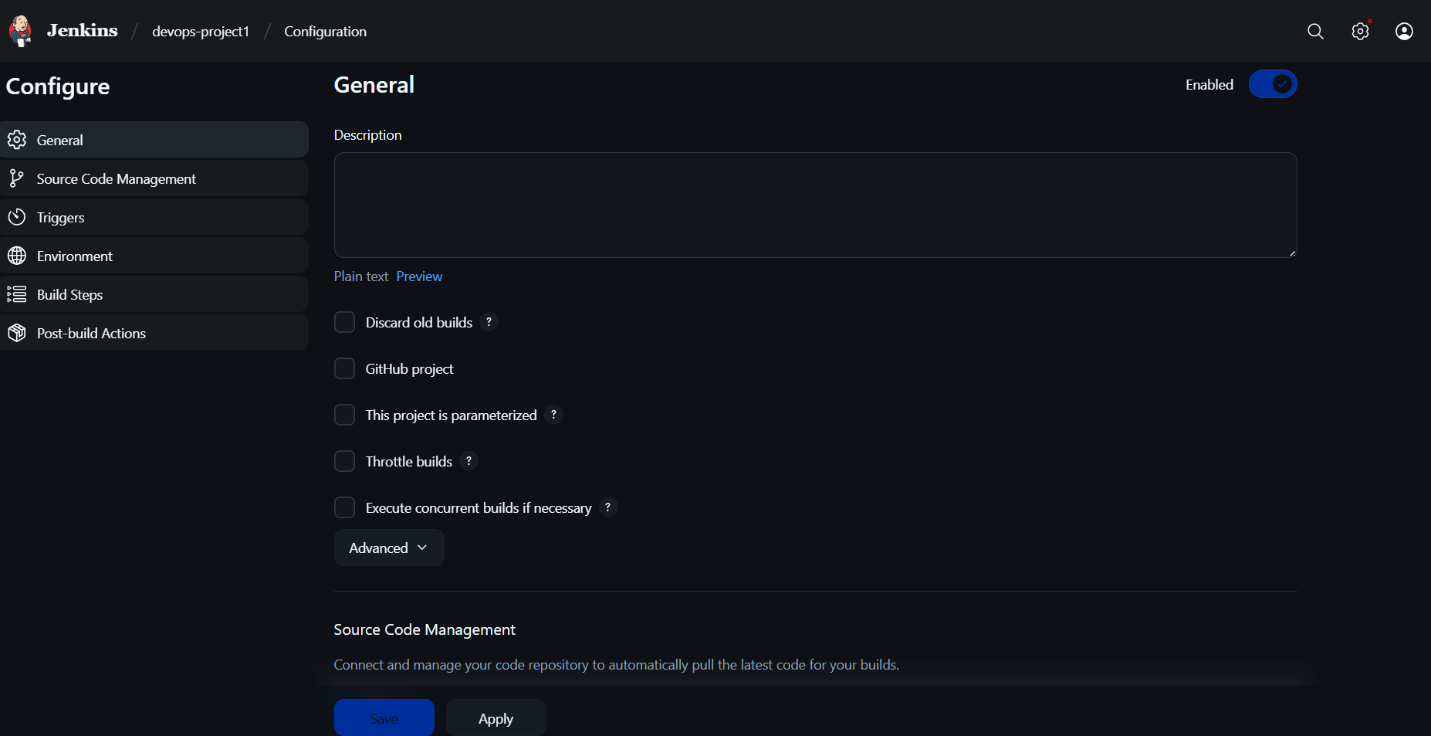 Jenkins / devops-project1 / Configuration
Configure
General
Source Code Management
Triggers
Environment
Build Steps
Post-build Actions
General
Enabled
Description
Plain text Preview
Discard old builds ?
GitHub project
This project is parameterized ?
Throttle builds ?
Execute concurrent builds if necessary ?
Advanced
Source Code Management
Connect and manage your code repository to automatically pull the latest code for your builds.
Save Apply